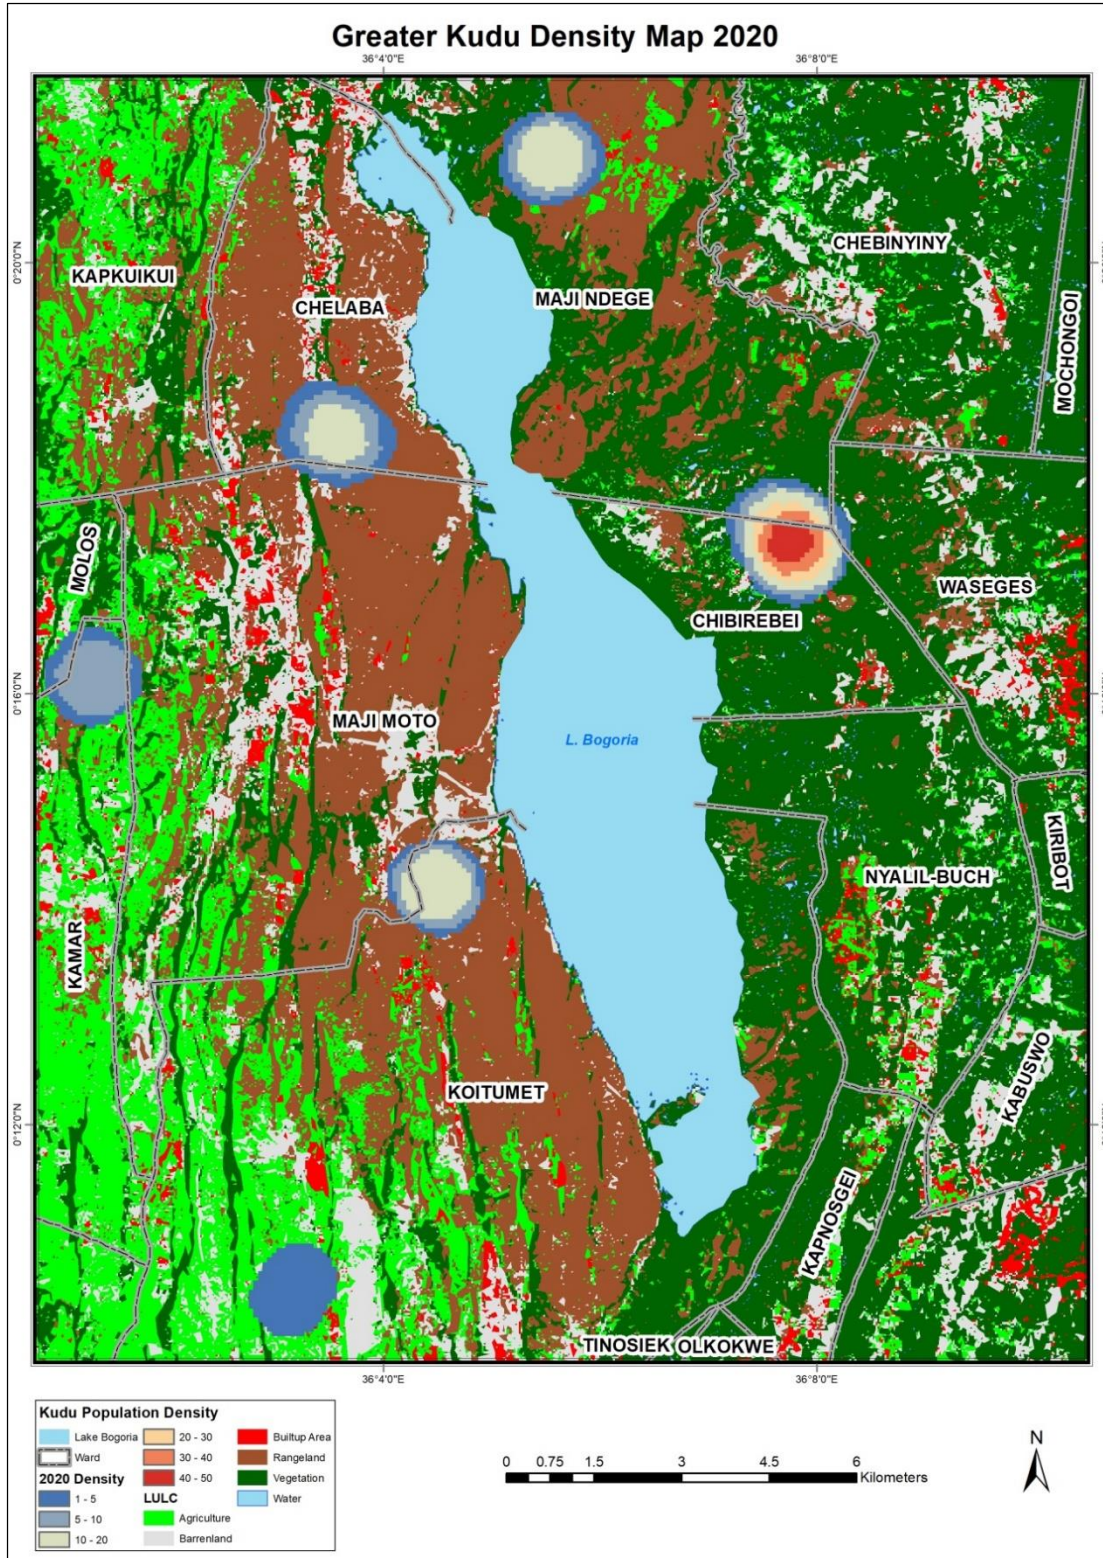 Greater Kudu Density Map 2020
36°4'0"E
36°8'0"E
0°20'0"N
KAPKUIKUI
CHELABA
MAJI NDEGE
CHEBINYINY
MOCHONGOI
MOLOS
WASEGES
CHIBIREBEI
0°16'0"N
MAJI MOTO
L. Bogoria
KIRIBOT
NYALIL-BUCH
KAMAR
KOITUMET
KABUSWO
0°12'0"N
KAPNOSGEI
TINOSIEK
OLKOKWE
36°4'0"E
36°8'0"E
Kudu Population Density
Lake Bogoria
Ward
2020 Density
1 - 5
5 - 10
10 - 20
20 - 30
30 - 40
40 - 50
LULC
Agriculture
Barrenland
Builtup Area
Rangeland
Vegetation
Water
0 0.75 1.5 3 4.5 6
Kilometers
N